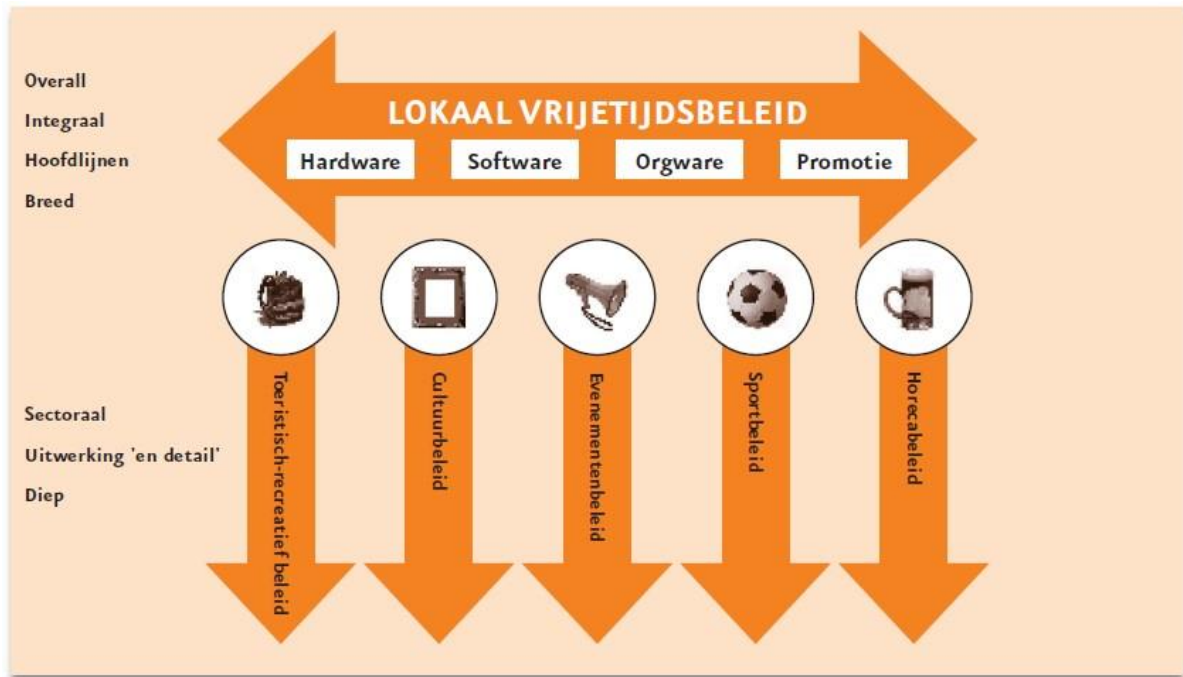 Overall
Integraal
Hoofdlijnen
Breed
LOKAAL VRIJETIJDSBELEID
Hardware
Software
Orgware
Promotie
Sectoraal
Uitwerking 'en detail'
Diep
Toeristisch-recreatief beleid
Cultuurbeleid
Evenementenbeleid
Sportbeleid
Horecabeleid